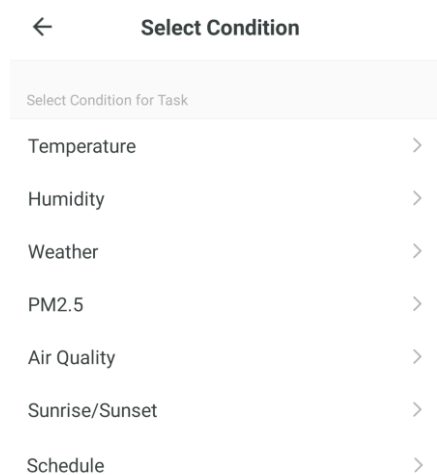 Select Condition
Select Condition for Task
Temperature
Humidity
Weather
PM2.5
Air Quality
Sunrise/Sunset
Schedule